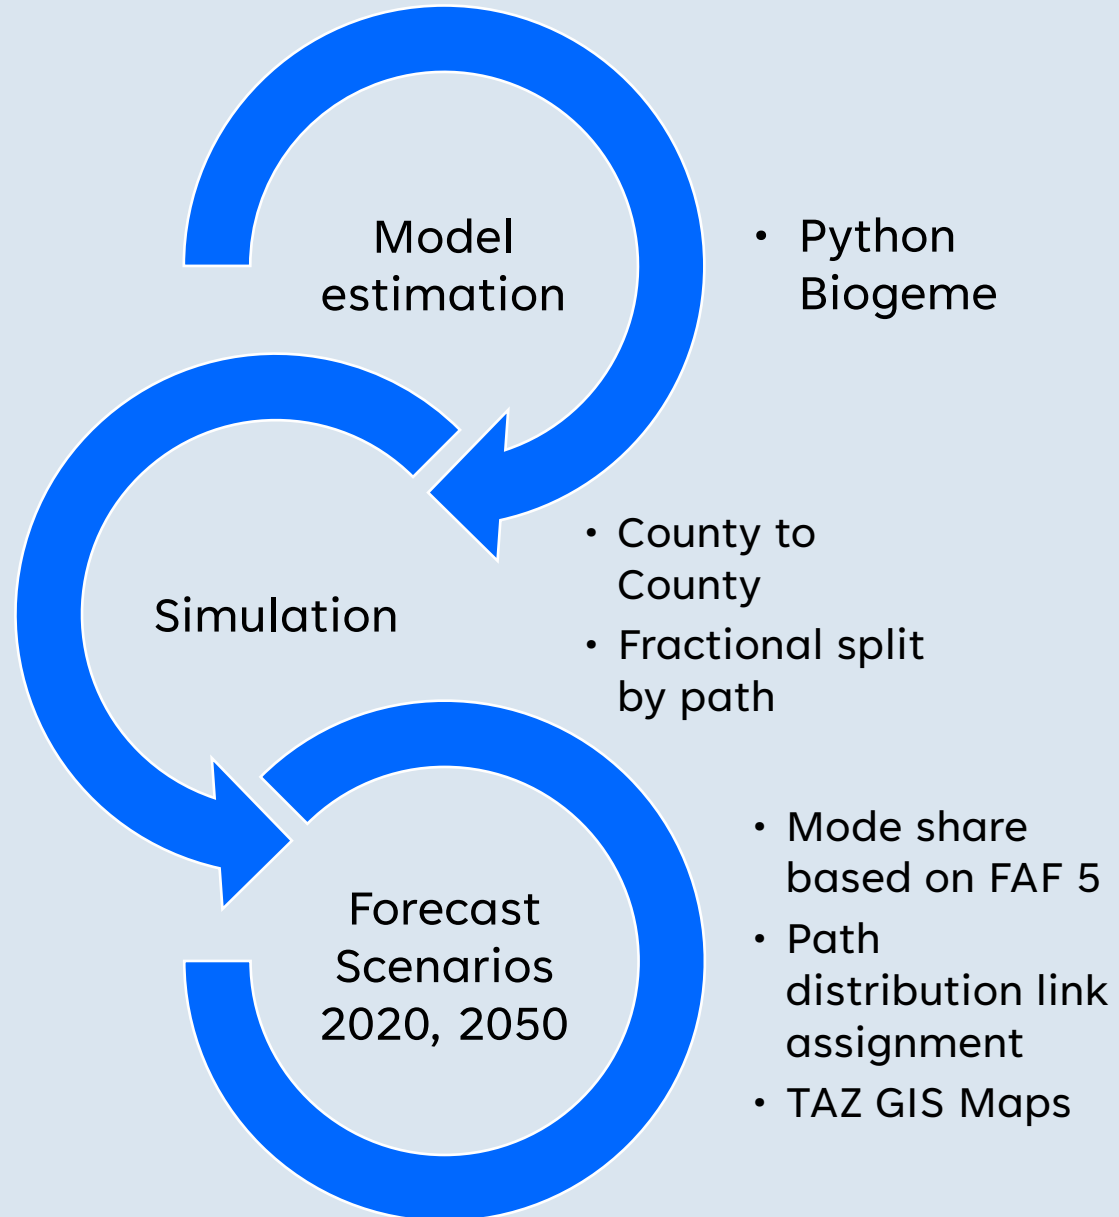 Model
estimation
• Python
Biogeme
Simulation
• County to
County
• Fractional split
by path
Forecast
Scenarios
2020, 2050
• Mode share
based on FAF 5
• Path
distribution link
assignment
• TAZ GIS Maps